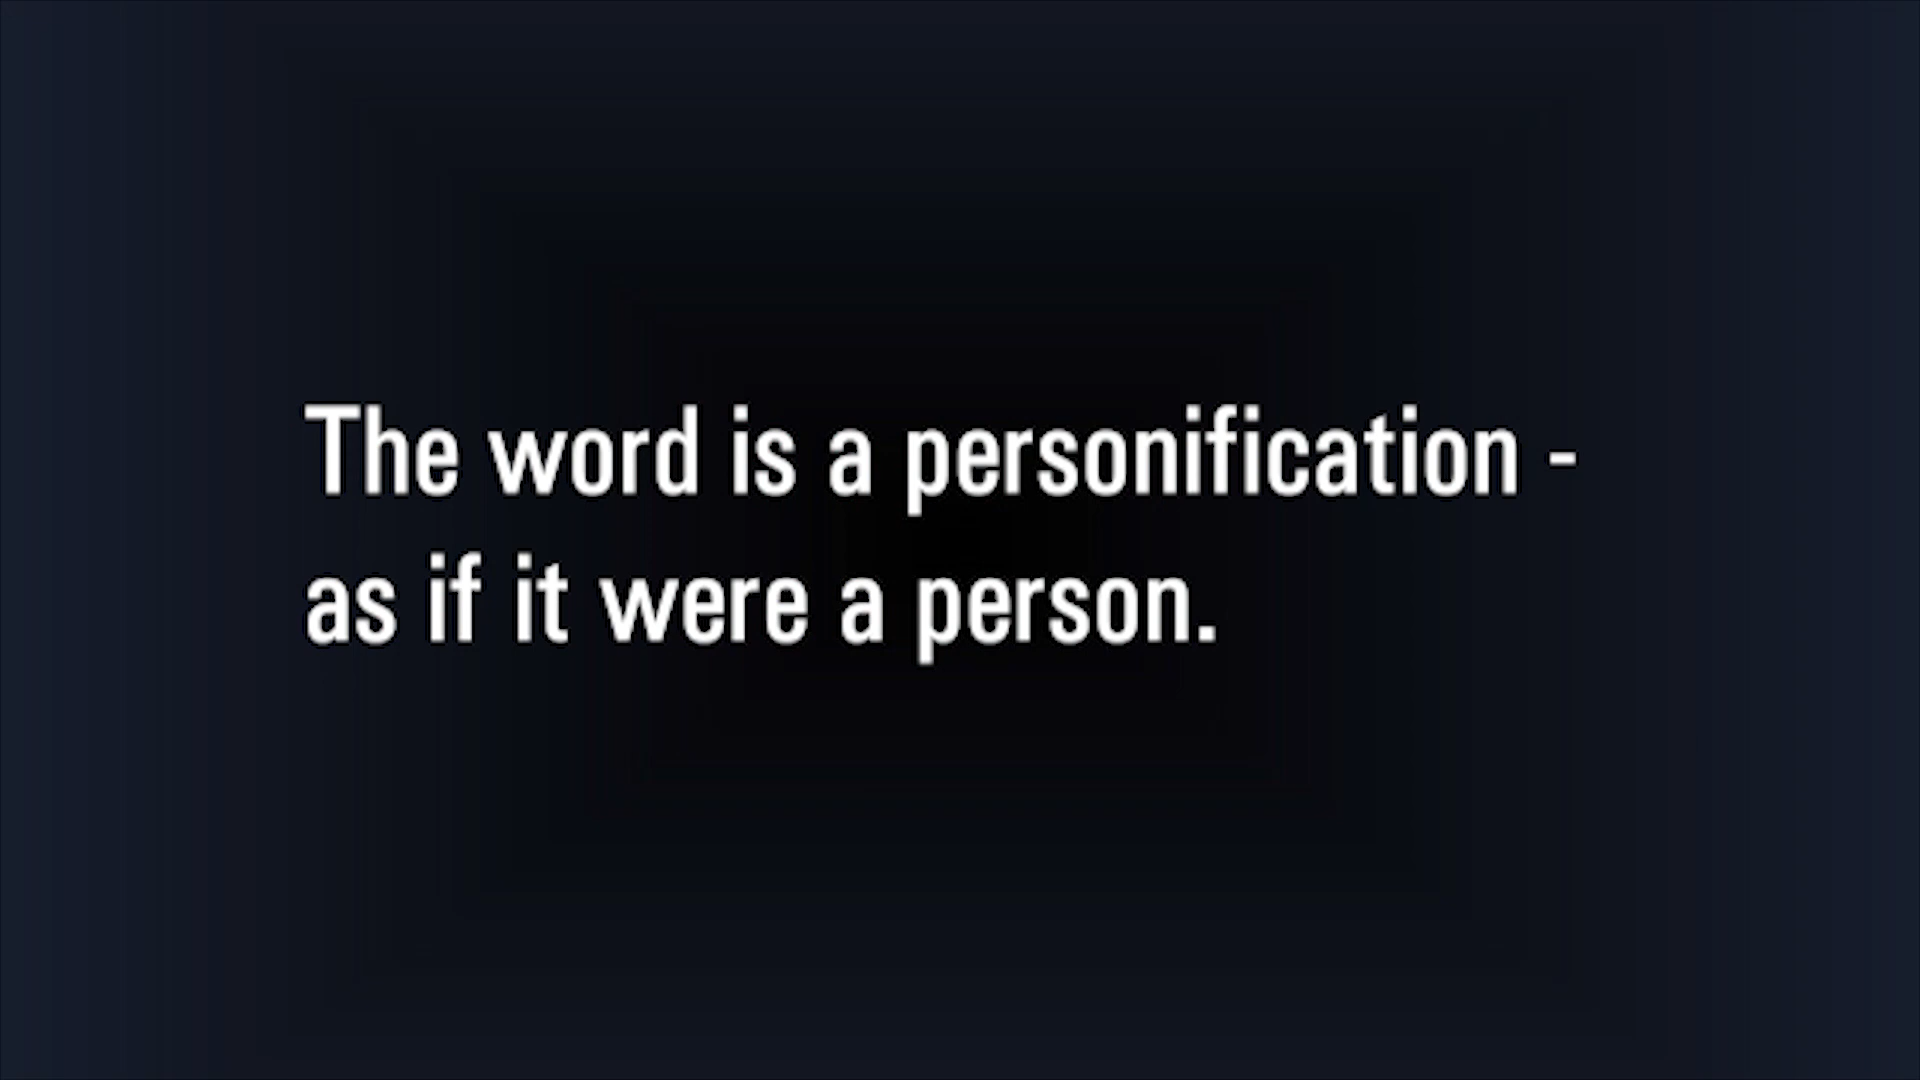 The word is a personification -
as if it were a person.